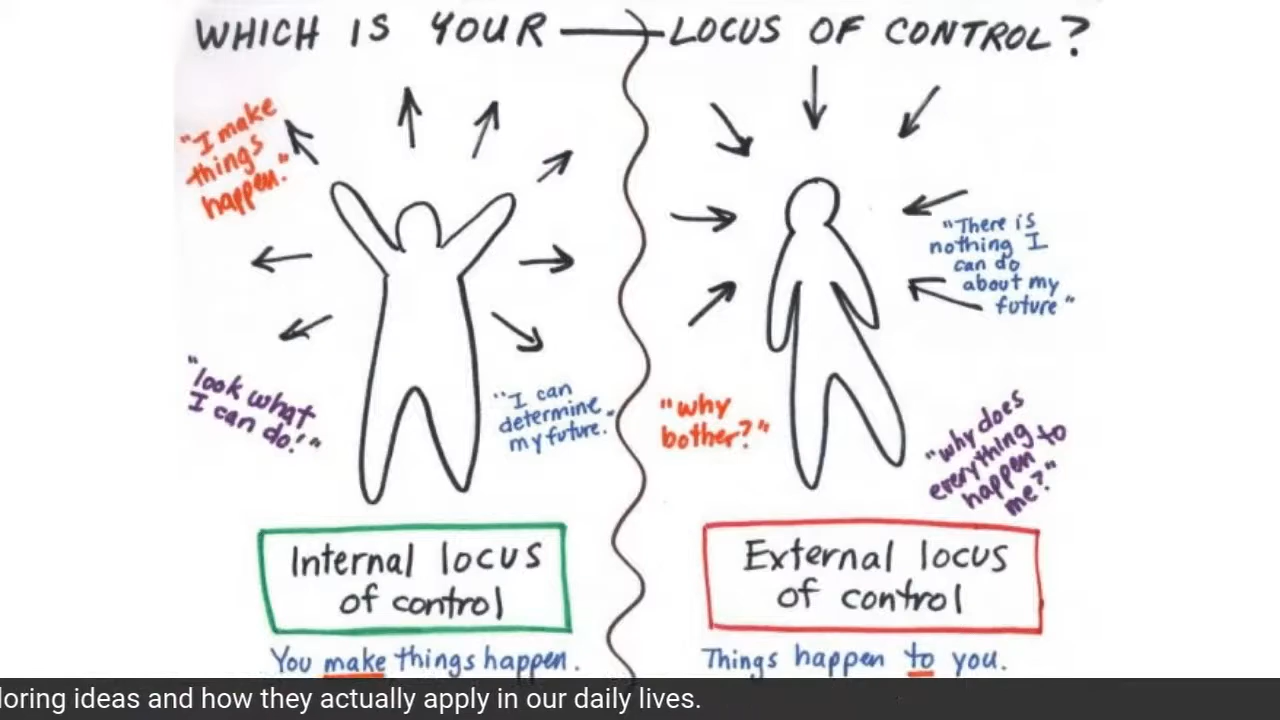 WHICH IS YOUR LOCUS OF CONTROL?
"I make
things
happen."
"look what
I can do!"
"I can
determine
my future."
Internal locus
of control
You make things happen.
"There is
nothing I
can do
about my
future"
"why
bother?"
"why does
everything
happen to
me?"
External locus
of control
Things happen to you.
ideas and how they actually apply in our daily lives.